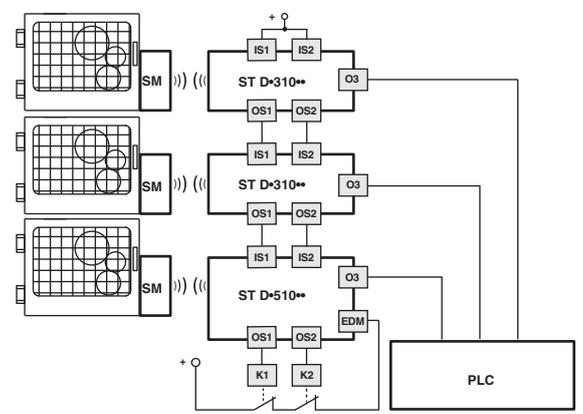 +
IS1 IS2
SM ST D•310•• O3
OS1 OS2
IS1 IS2
SM ST D•310•• O3
OS1 OS2
IS1 IS2
SM ST D•510•• O3
EDM
OS1 OS2
+ K1 K2
PLC